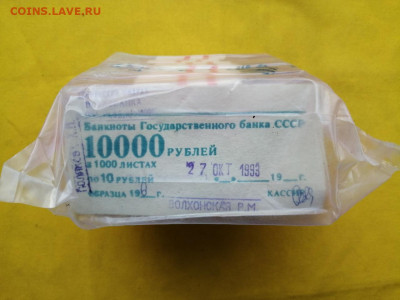 COINS.LAVE.RU
Банкноты Государственного банка СССР
10000 РУБЛЕЙ
в 1000 ЛИСТАХ
по 10 РУБЛЕЙ
27 ОКТ 1993
19 г.
ОБРАЗЦА 19 г.
КАССИР
ВОЛХОНСКАЯ Р.М.